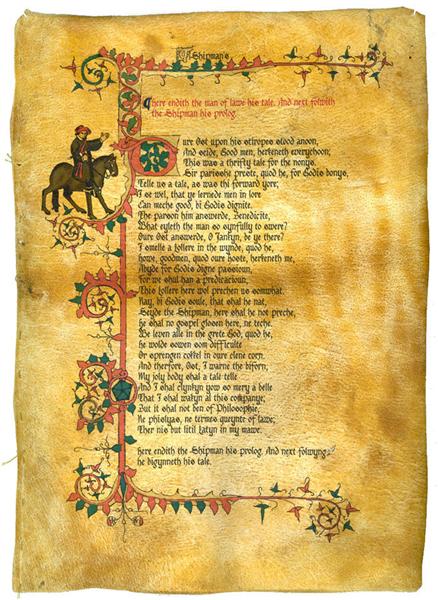 Shipman's
Here endith the man of lawe his tale. And next folwith
the Shipman his prolog.
Oure Ost upon his stiropes stood anoon,
And seide, Good men, herkeneth everychoon;
This was a thrifty tale for the nonys.
Sir parisshe preste, quod he, for Godis bonys,
Telle us a tale, as was thi forward yore;
I se wel, that ye lernede men in lore
Can meche good, bi Godis dignite.
The parson him answerde, Benedicite,
What eyleth the man so synfully to swere?
Oure Ost answerde, O Jankyn, be ye there?
I smelle a lollere in the wynde, quod he,
howe, goodmen, quod oure hoste, herkeneth me,
Abyde for Godis digne passioun,
For we shul han a predicacioun,
This lollere here wol prechen us somwhat.
Nay, bi Godis soule, that shal he nat,
Seyde the Shipman, here shal he not preche,
he shal no gospel glosen here, ne teche.
We leven alle in the grete God, quod he,
he wolde sowen som difficulte
Or sprengen cokkel in oure clene corn.
And therfore, Ost, I warne the biforn,
My joly body shal a tale telle
And I shal clynkyn yow so mery a belle
That I shal wakyn al this companye;
But it shal not ben of Philosophie,
Ne phislyas, ne termes queynte of lawe;
Ther nis but litil Latyn in my mawe.
here endith the Shipman his prolog. And next folwyng
he bigynneth his tale.